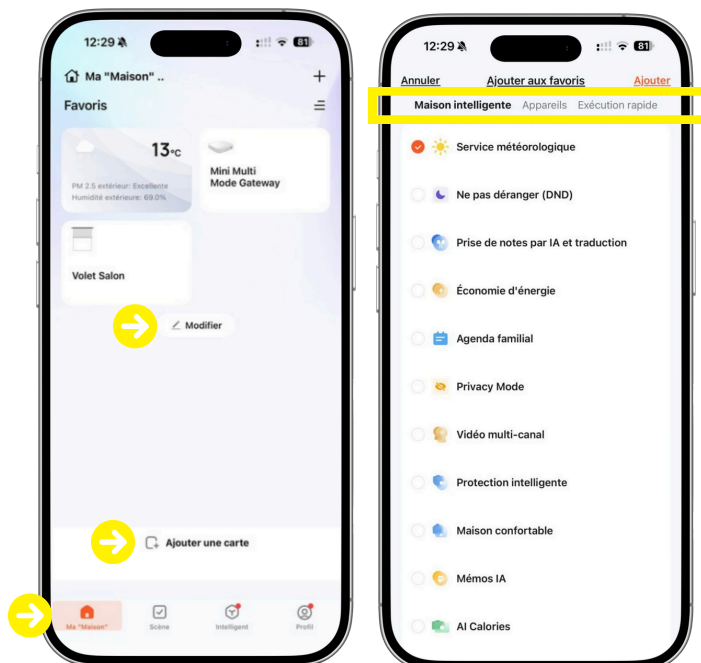 12:29
81
Ma "Maison" ..
Favoris
13°C
PM 2.5 extérieur: Excellente
Humidité extérieure: 69.0%
Mini Multi
Mode Gateway
Volet Salon
Modifier
Ajouter une carte
Ma "Maison"
Scène
Intelligent
Profil
12:29
81
Annuler
Ajouter aux favoris
Ajouter
Maison intelligente
Appareils
Exécution rapide
Service météorologique
Ne pas déranger (DND)
Prise de notes par IA et traduction
Économie d'énergie
Agenda familial
Privacy Mode
Vidéo multi-canal
Protection intelligente
Maison confortable
Mémos IA
AI Calories